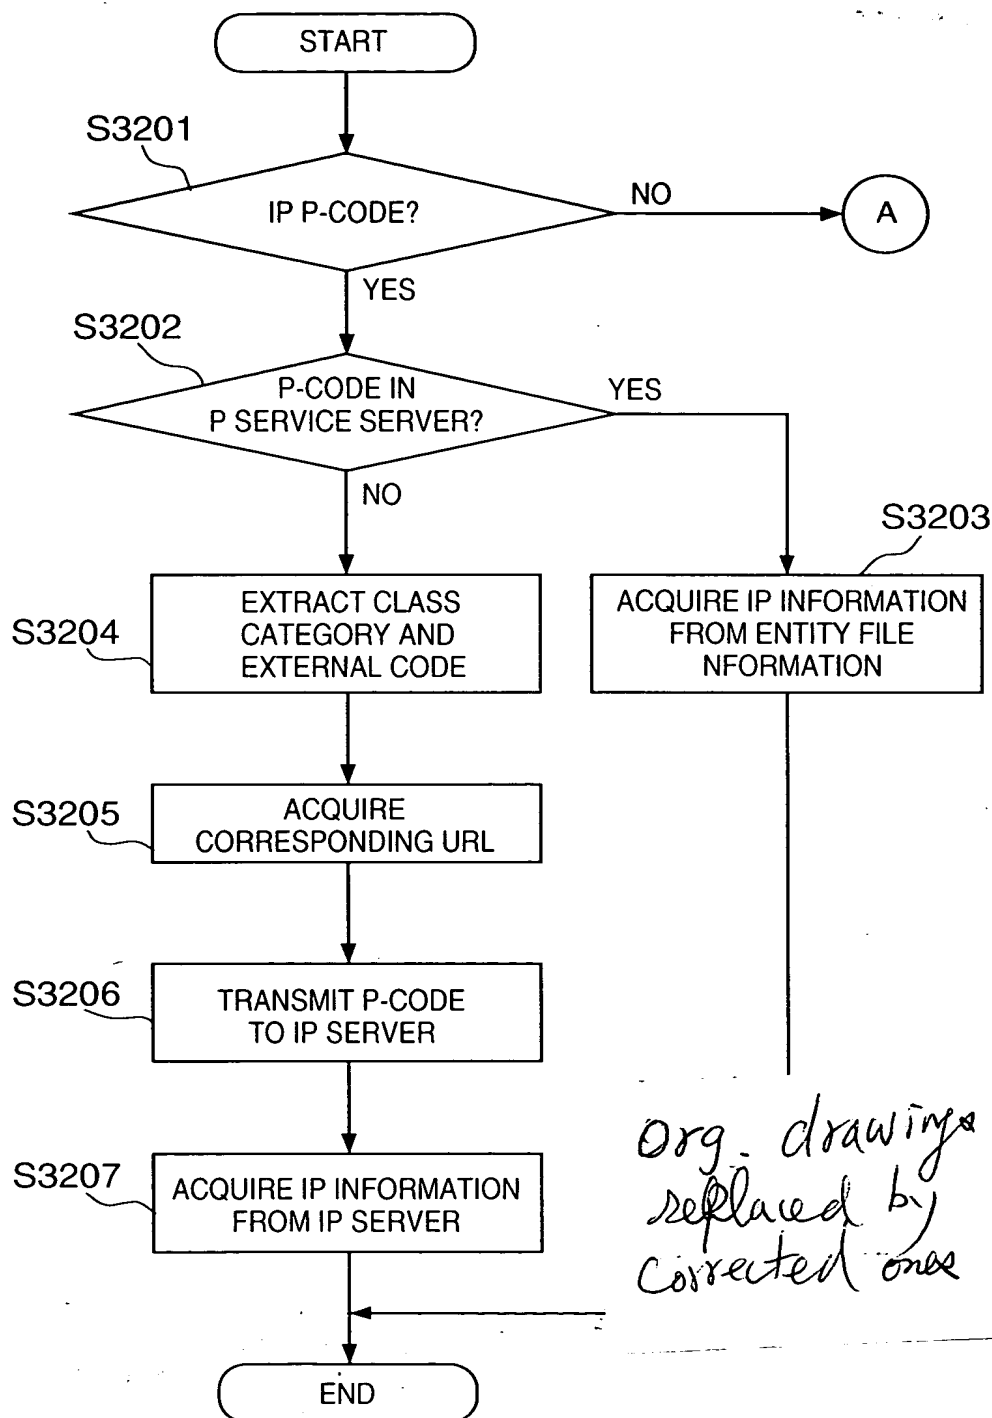 START
S3201
IP P-CODE?
NO
A
YES
S3202
P-CODE IN
P SERVICE SERVER?
YES
NO
S3203
ACQUIRE IP INFORMATION
FROM ENTITY FILE
NFORMATION
S3204
EXTRACT CLASS
CATEGORY AND
EXTERNAL CODE
S3205
ACQUIRE
CORRESPONDING URL
S3206
TRANSMIT P-CODE
TO IP SERVER
S3207
ACQUIRE IP INFORMATION
FROM IP SERVER
Org. drawings
replaced by
corrected ones
END